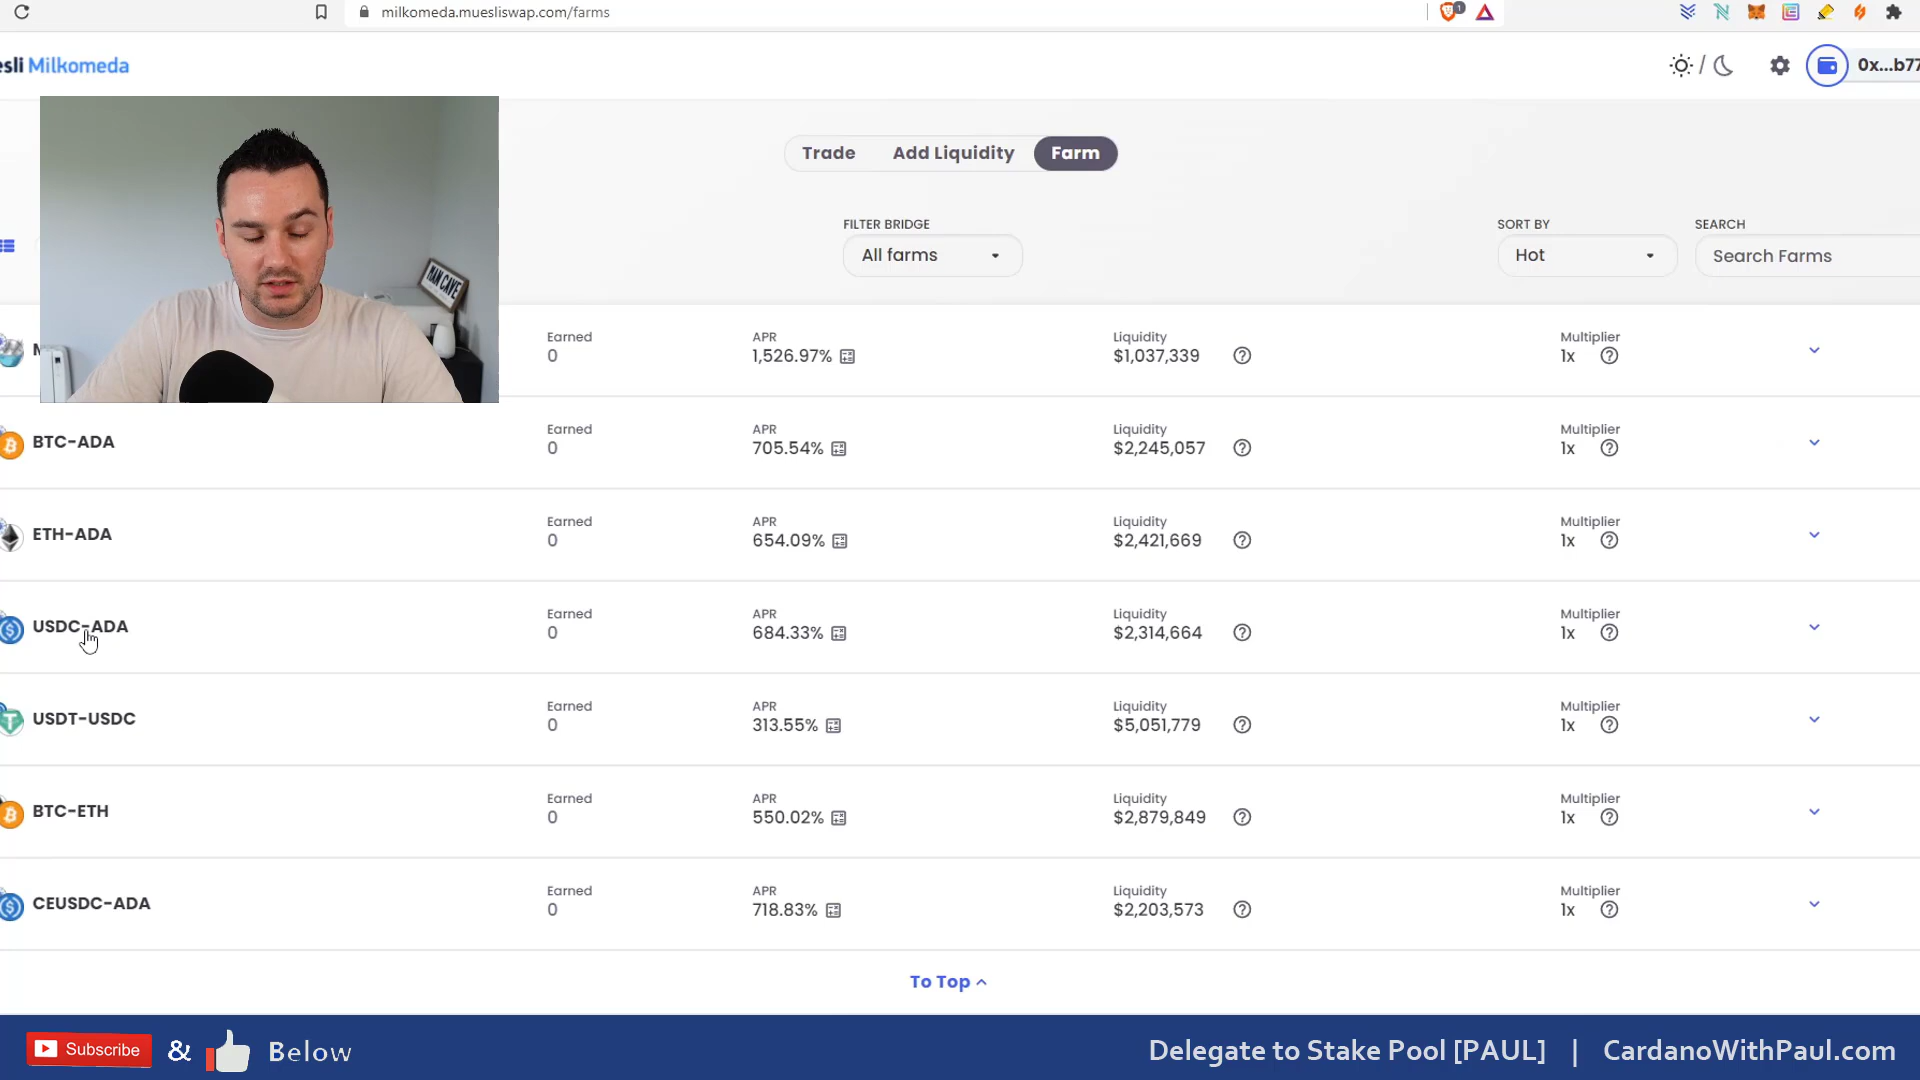 milkomeda.muesliswap.com/farms
1
esli Milkomeda
0x...b77
Trade Add Liquidity Farm
FILTER BRIDGE
All farms
SORT BY
Hot
SEARCH
Search Farms
MAN CAVE
M
Earned
0
APR
1,526.97%
Liquidity
$1,037,339
Multiplier
1x
BTC-ADA
Earned
0
APR
705.54%
Liquidity
$2,245,057
Multiplier
1x
ETH-ADA
Earned
0
APR
654.09%
Liquidity
$2,421,669
Multiplier
1x
USDC-ADA
Earned
0
APR
684.33%
Liquidity
$2,314,664
Multiplier
1x
USDT-USDC
Earned
0
APR
313.55%
Liquidity
$5,051,779
Multiplier
1x
BTC-ETH
Earned
0
APR
550.02%
Liquidity
$2,879,849
Multiplier
1x
CEUSDC-ADA
Earned
0
APR
718.83%
Liquidity
$2,203,573
Multiplier
1x
To Top
Subscribe & Below
Delegate to Stake Pool [PAUL] | CardanoWithPaul.com